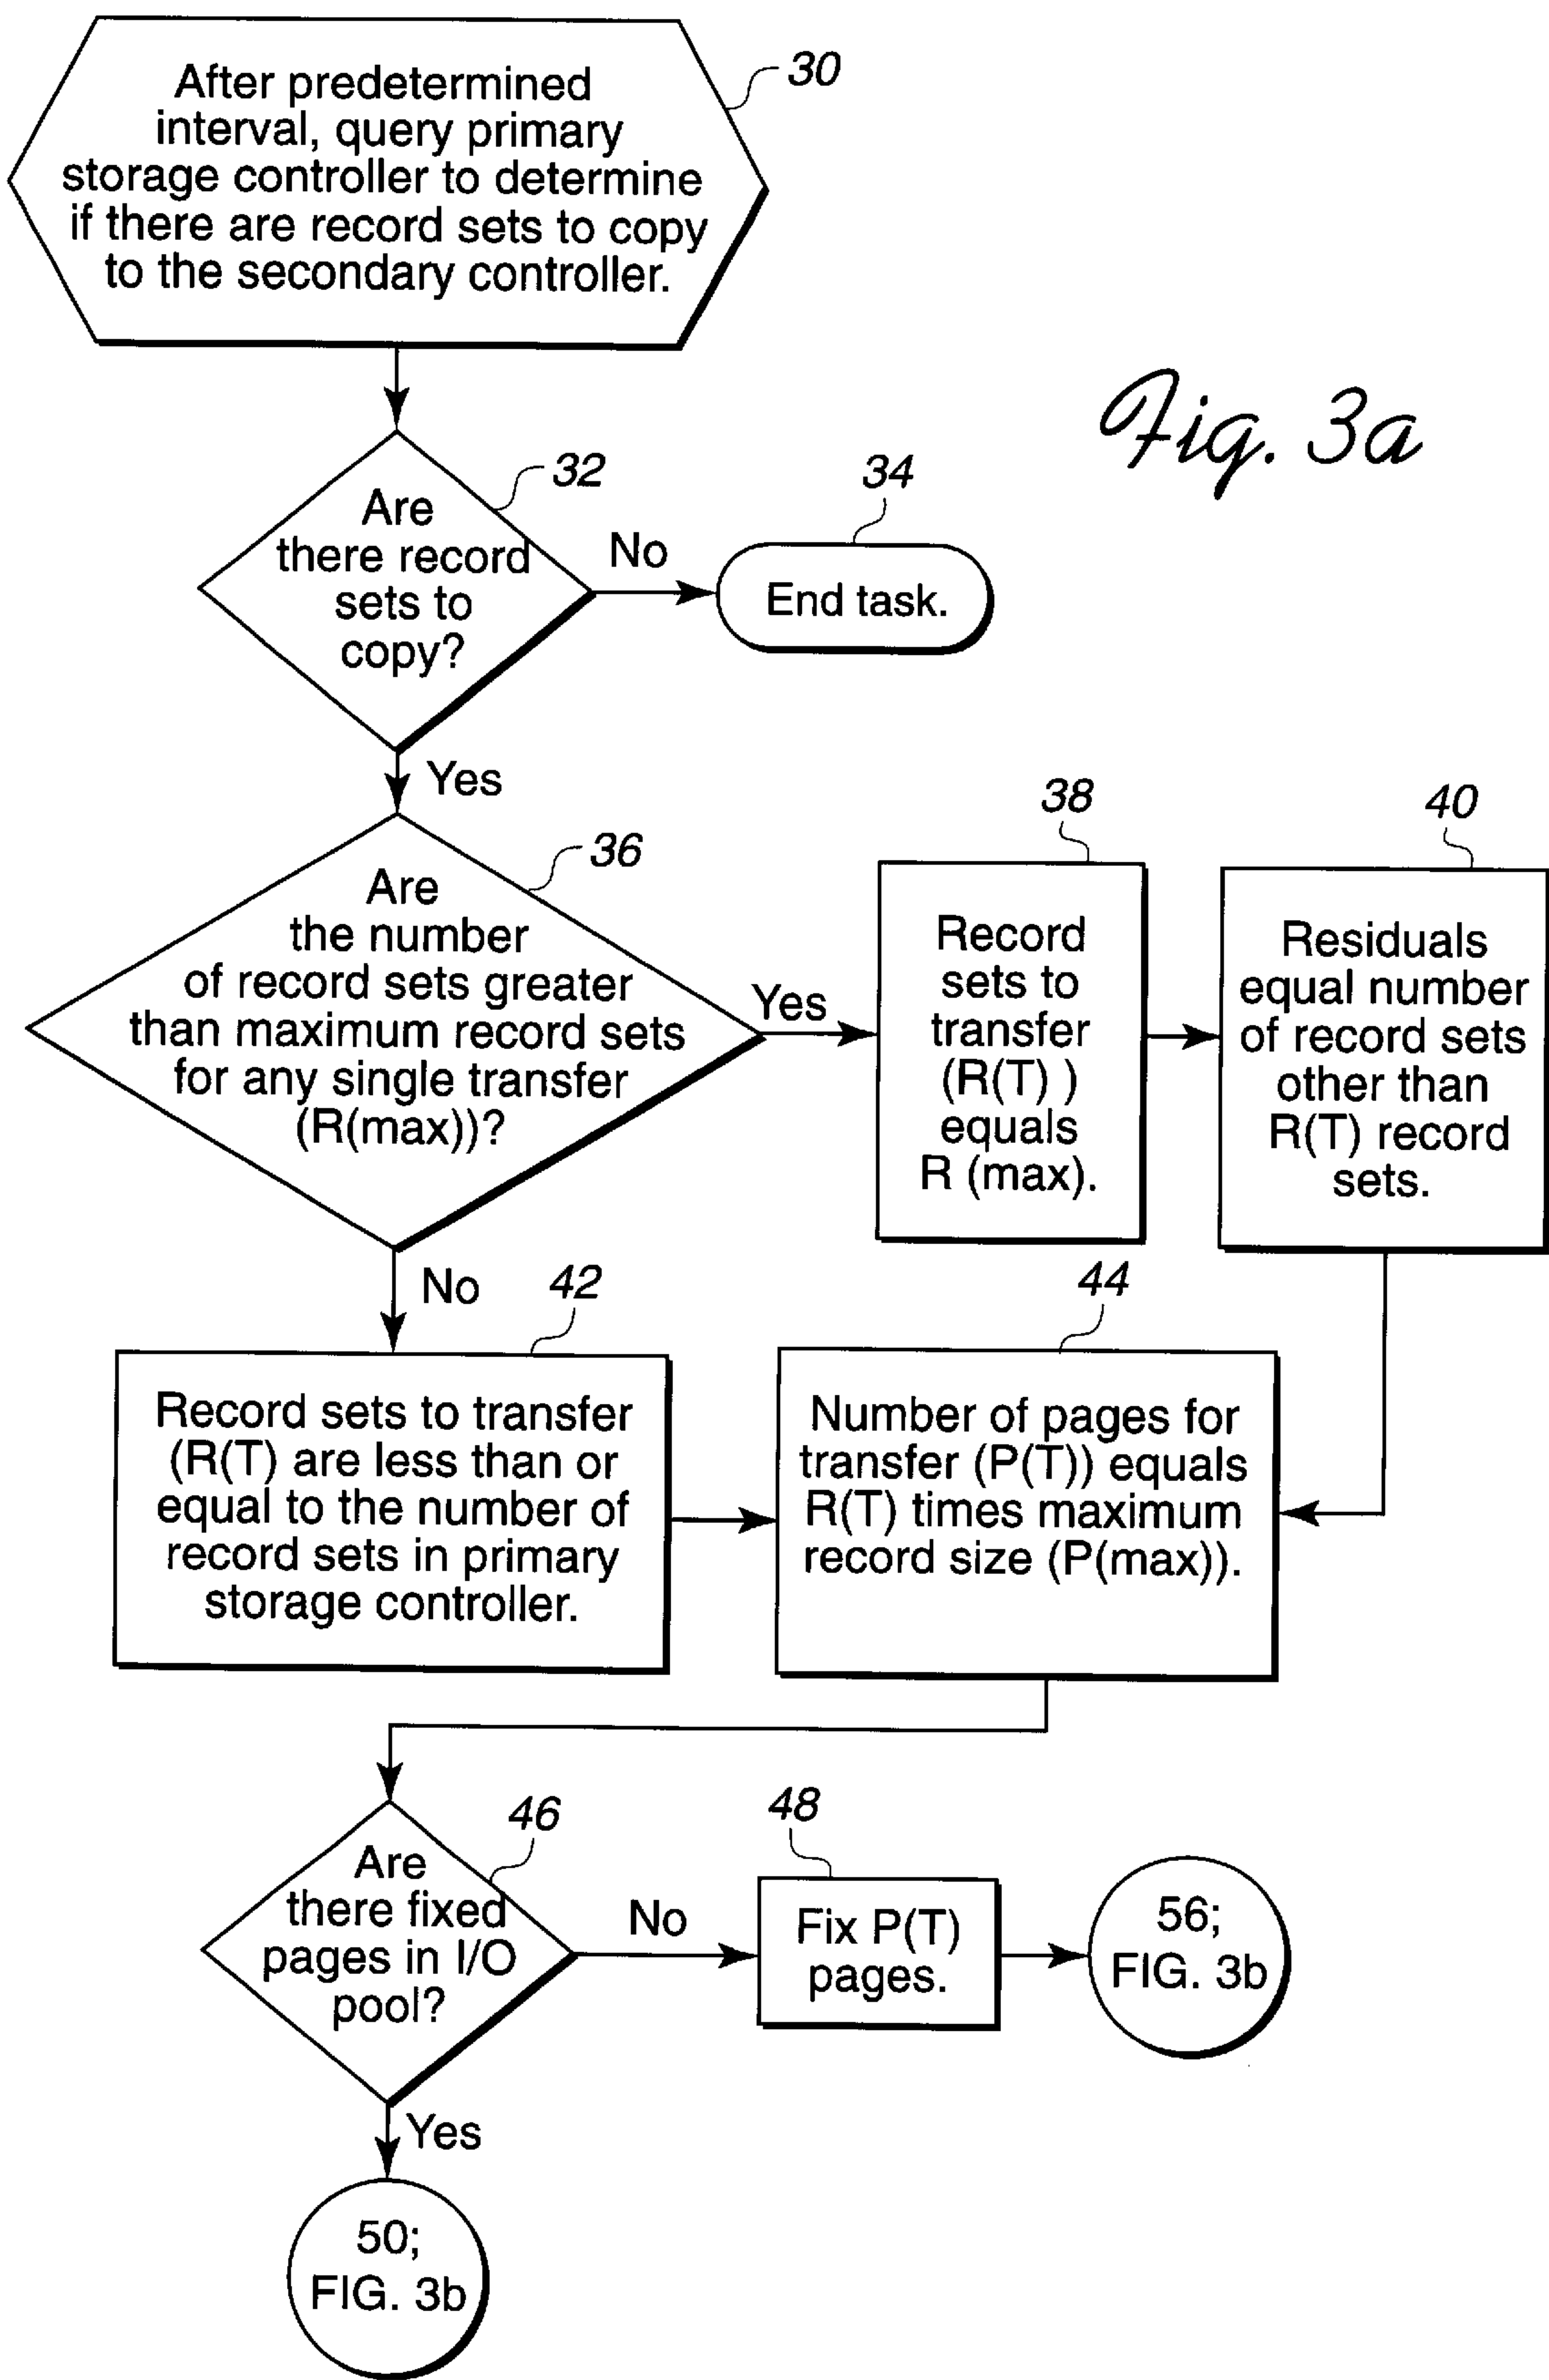 After predetermined
interval, query primary
storage controller to determine
if there are record sets to copy
to the secondary controller.
30
Fig. 3a
Are
there record
sets to
copy?
32
No
34
End task.
Yes
Are
the number
of record sets greater
than maximum record sets
for any single transfer
(R(max))?
36
Yes
38
Record
sets to
transfer
(R(T) )
equals
R (max).
40
Residuals
equal number
of record sets
other than
R(T) record
sets.
No
42
Record sets to transfer
(R(T) are less than or
equal to the number of
record sets in primary
storage controller.
44
Number of pages for
transfer (P(T)) equals
R(T) times maximum
record size (P(max)).
46
Are
there fixed
pages in I/O
pool?
No
48
Fix P(T)
pages.
56;
FIG. 3b
Yes
50;
FIG. 3b